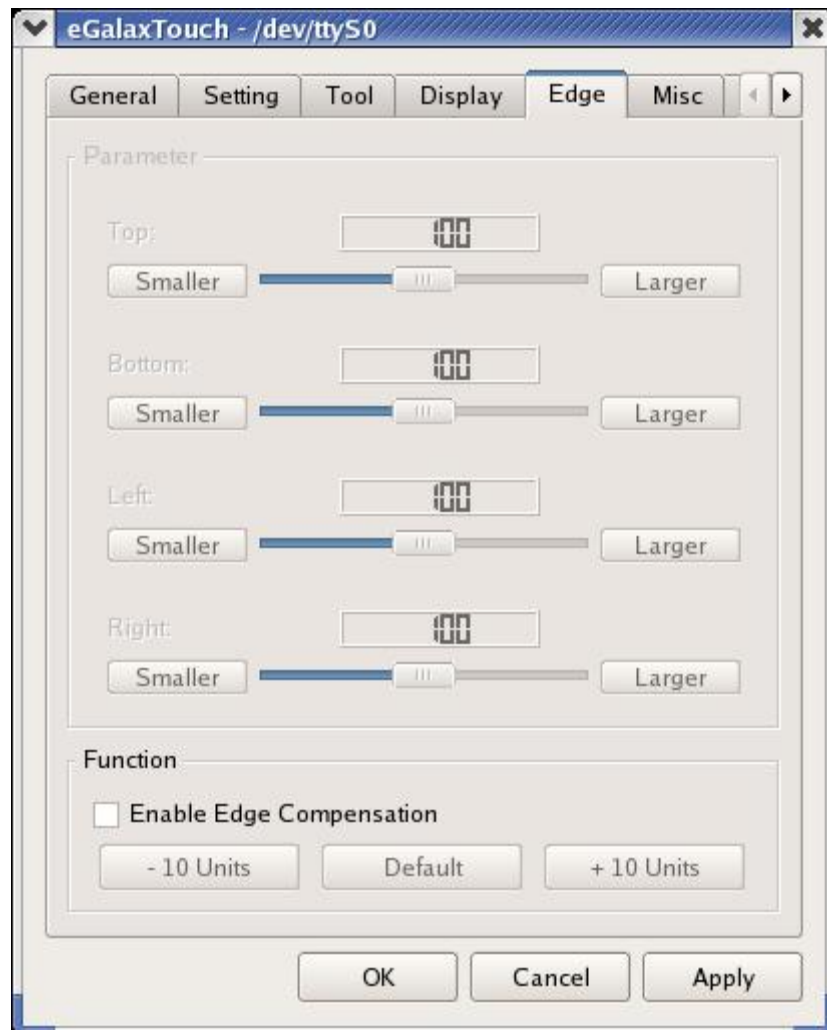 eGalaxTouch - /dev/ttyS0
General Setting Tool Display Edge Misc
Parameter
Top: 100
Smaller Larger
Bottom: 100
Smaller Larger
Left: 100
Smaller Larger
Right: 100
Smaller Larger
Function
Enable Edge Compensation
- 10 Units Default + 10 Units
OK Cancel Apply